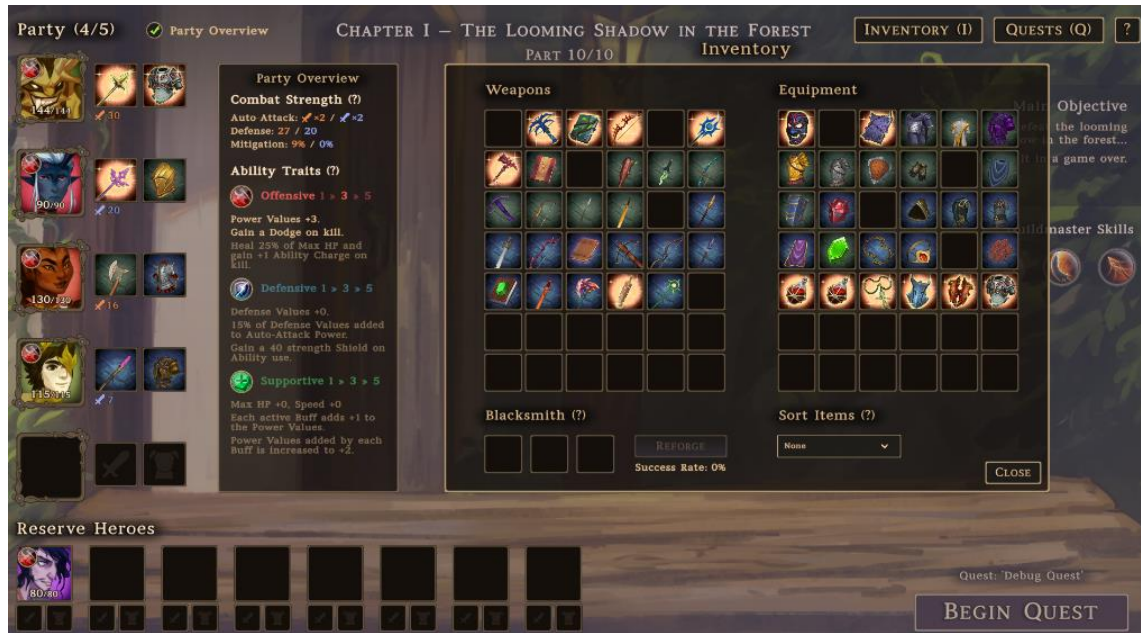 Party (4/5)
Party Overview
CHAPTER I – THE LOOMING SHADOW IN THE FOREST
PART 10/10
INVENTORY (I)
QUESTS (Q)
?
Inventory
144/144
30
90/90
20
130/130
16
115/115
7
Party Overview
Combat Strength (?)
Auto Attack: ×2 / ×2
Defense: 27 / 20
Mitigation: 9% / 0%
Ability Traits (?)
Offensive 1 » 3 » 5
Power Values +3.
Gain a Dodge on kill.
Heal 25% of Max HP and
gain +1 Ability Charge on
kill.
Defensive 1 » 3 » 5
Defense Values +0.
15% of Defense Values added
to Auto-Attack Power.
Gain a 40 strength Shield on
Ability use.
Supportive 1 » 3 » 5
Max HP +0, Speed +0
Each active Buff adds +1 to
the Power Values.
Power Values added by each
Buff is increased to +2.
Weapons
Equipment
Blacksmith (?)
REFORGE
Success Rate: 0%
Sort Items (?)
None
CLOSE
Main Objective
the looming
in the forest...
in a game over.
Skills
Reserve Heroes
80/80
Quest: 'Debug Quest'
BEGIN QUEST